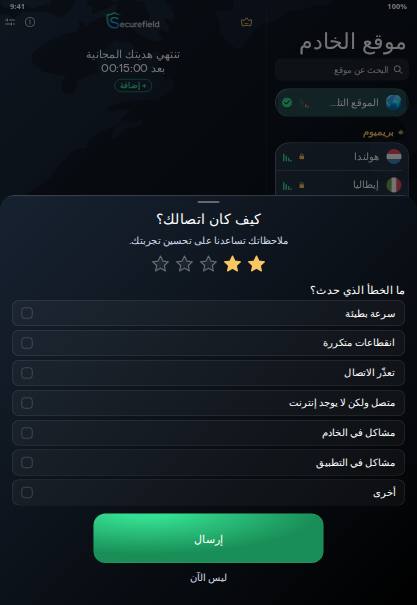 9:41
100%
Securefield
موقع الخادم
تنتهي هديتك المجانية
بعد 00:15:00
+ إضافة
البحث عن موقع
الموقع التلـ...
بريميوم
هولندا
إيطاليا
كيف كان اتصالك؟
ملاحظاتك تساعدنا على تحسين تجربتك.
ما الخطأ الذي حدث؟
سرعة بطيئة
انقطاعات متكررة
تعذّر الاتصال
متصل ولكن لا يوجد إنترنت
مشاكل في الخادم
مشاكل في التطبيق
أخرى
إرسال
ليس الآن